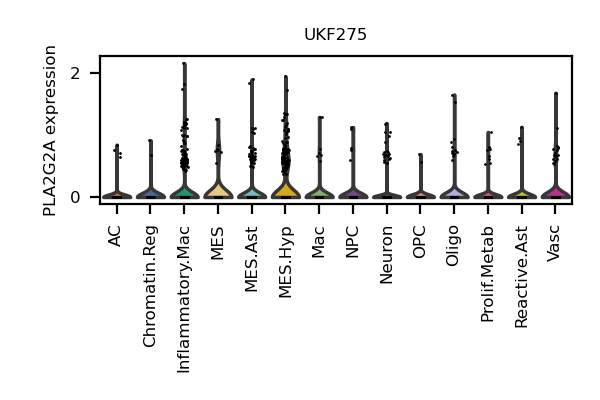 UKF275
PLA2G2A expression
2
0
AC
Chromatin.Reg
Inflammatory.Mac
MES
MES.Ast
MES.Hyp
Mac
NPC
Neuron
OPC
Oligo
Prolif.Metab
Reactive.Ast
Vasc